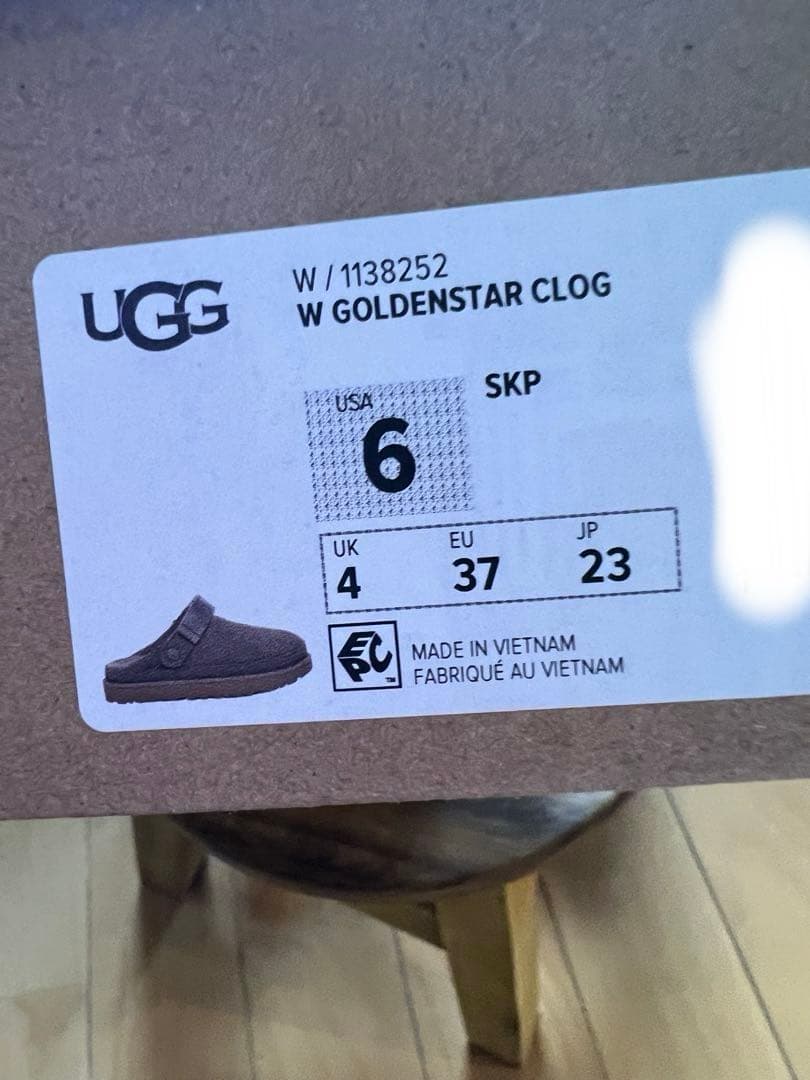 UGG
W / 1138252
W GOLDENSTAR CLOG
SKP
USA
6
UK EU JP
4 37 23
EPC
TM
MADE IN VIETNAM
FABRIQUÉ AU VIETNAM